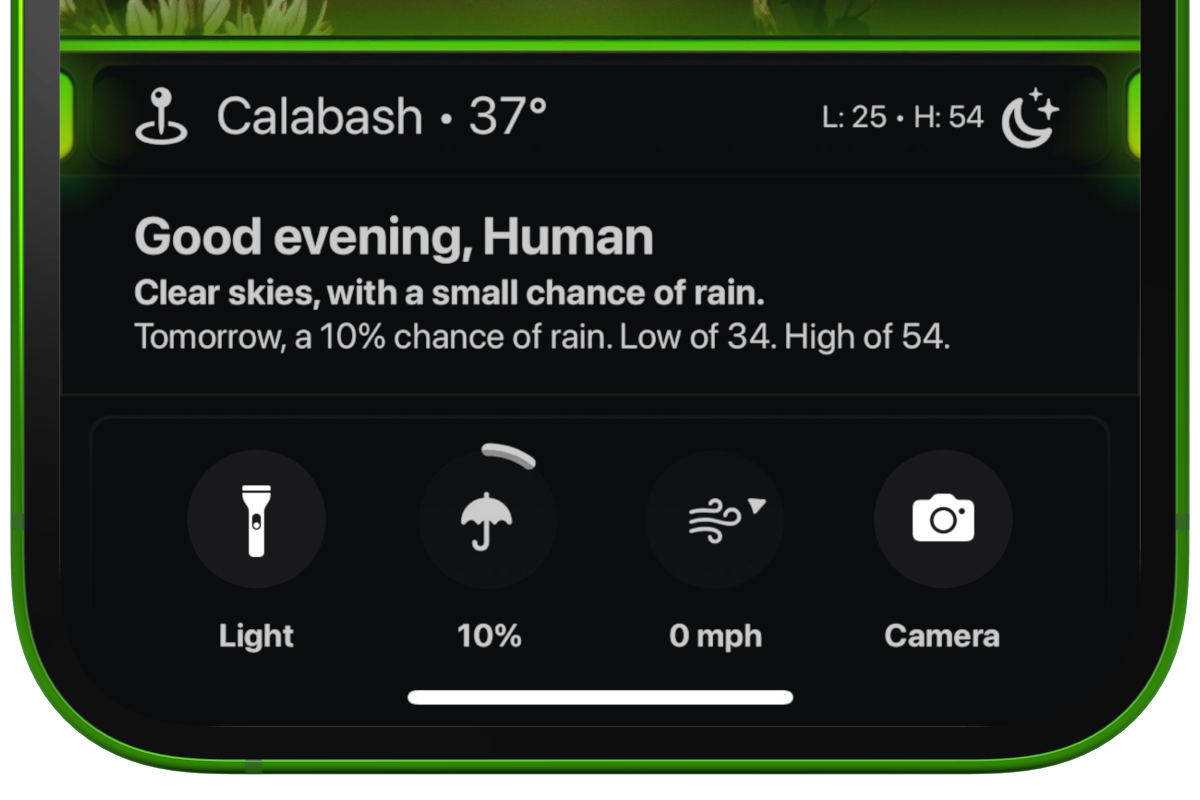 Calabash • 37°
L: 25 • H: 54
Good evening, Human
Clear skies, with a small chance of rain.
Tomorrow, a 10% chance of rain. Low of 34. High of 54.
Light
10%
0 mph
Camera